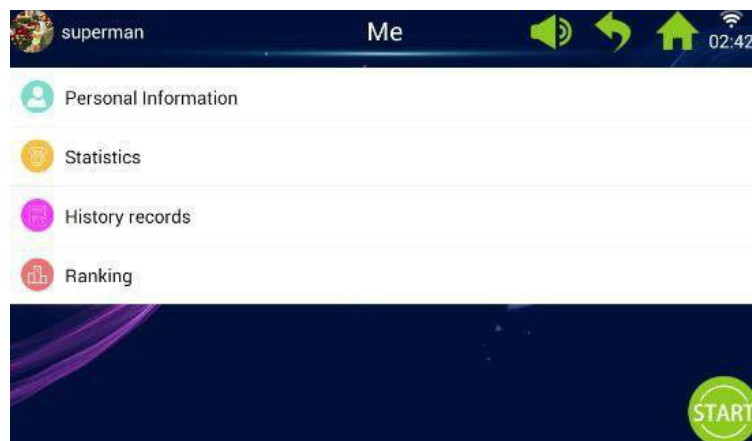 superman
Me
02:42
Personal Information
Statistics
History records
Ranking
START